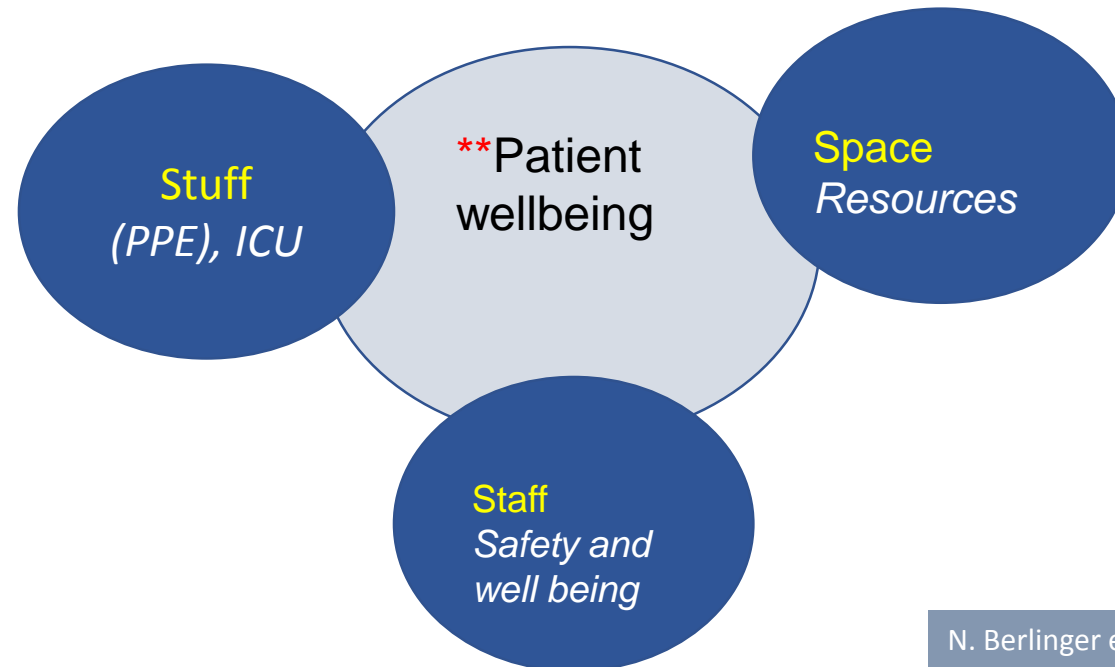 **Patient
wellbeing
Stuff
(PPE), ICU
Space
Resources
Staff
Safety and
well being
N. Berlinger e